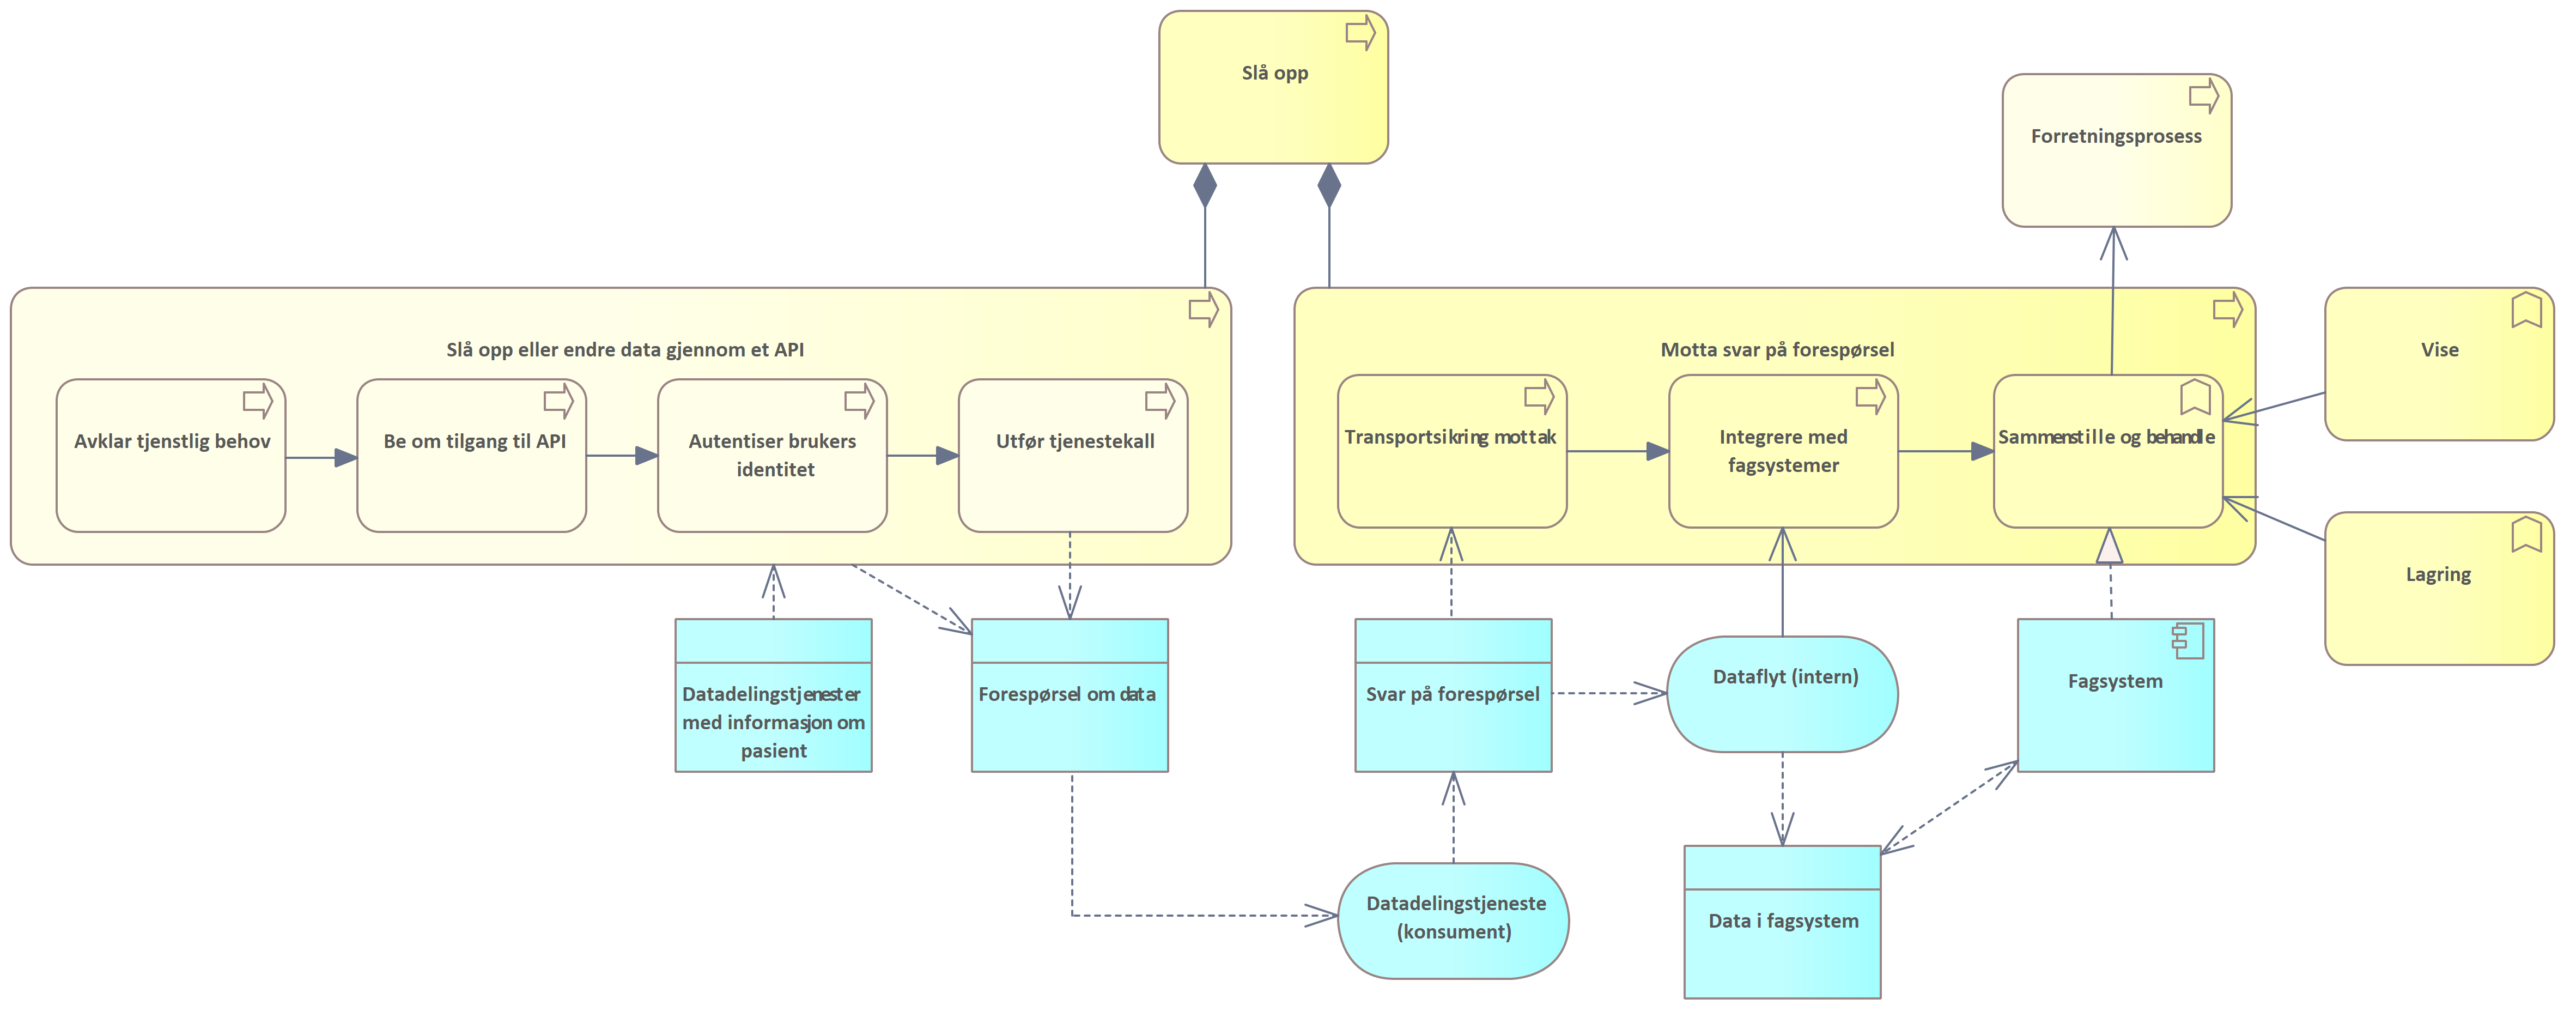 Slå opp
Forretningsprosess
Slå opp eller endre data gjennom et API
Avklar tjenstlig behov
Be om tilgang til API
Autentiser brukers
identitet
Utfør tjenestekall
Motta svar på forespørsel
Transportsikring mottak
Integrere med
fagsystemer
Sammenstille og behandle
Vise
Lagring
Datadelingstjenester
med informasjon om
pasient
Forespørsel om data
Svar på forespørsel
Dataflyt (intern)
Fagsystem
Datadelingstjeneste
(konsument)
Data i fagsystem